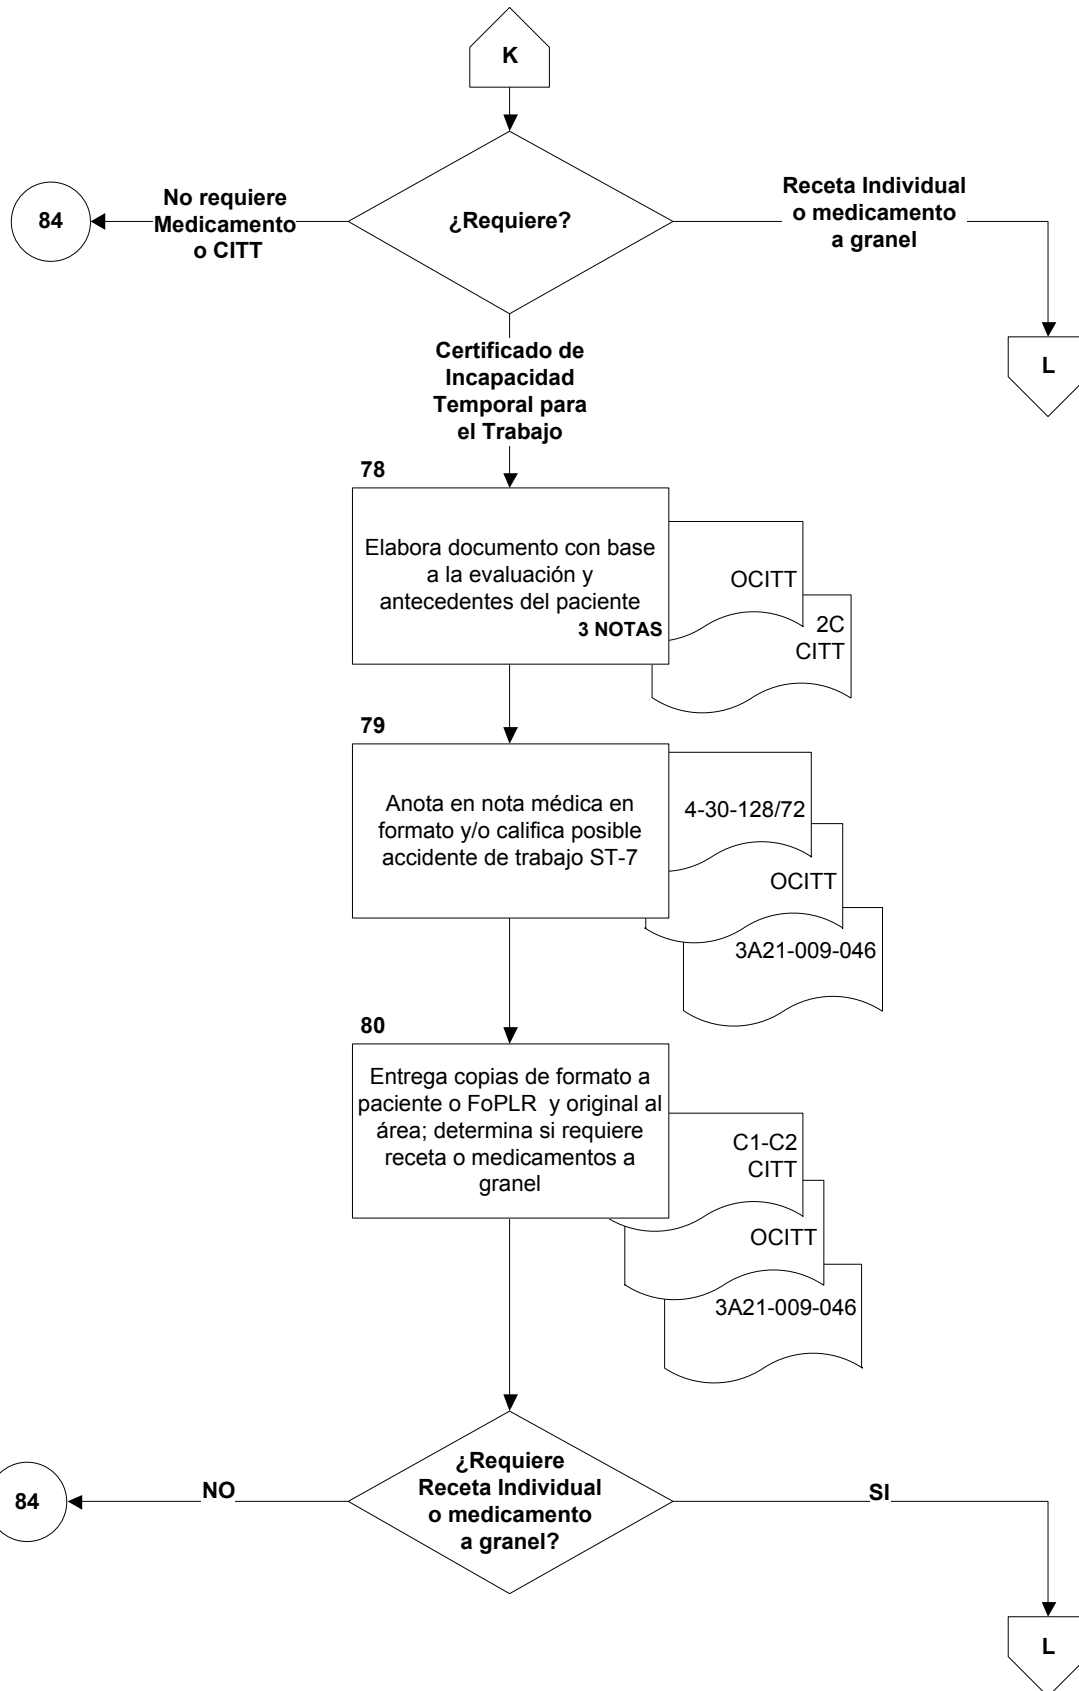 K
¿Requiere?
No requiere
Medicamento
o CITT
84
Receta Individual
o medicamento
a granel
L
Certificado de
Incapacidad
Temporal para
el Trabajo
78
Elabora documento con base
a la evaluación y
antecedentes del paciente
3 NOTAS
OCITT
2C
CITT
79
Anota en nota médica en
formato y/o califica posible
accidente de trabajo ST-7
4-30-128/72
OCITT
3A21-009-046
80
Entrega copias de formato a
paciente o FoPLR y original al
área; determina si requiere
receta o medicamentos a
granel
C1-C2
CITT
OCITT
3A21-009-046
¿Requiere
Receta Individual
o medicamento
a granel?
NO
84
SI
L